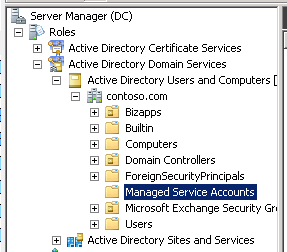 Server Manager (DC)
Roles
Active Directory Certificate Services
Active Directory Domain Services
Active Directory Users and Computers [
contoso.com
Bizapps
Builtin
Computers
Domain Controllers
ForeignSecurityPrincipals
Managed Service Accounts
Microsoft Exchange Security Gro
Users
Active Directory Sites and Services